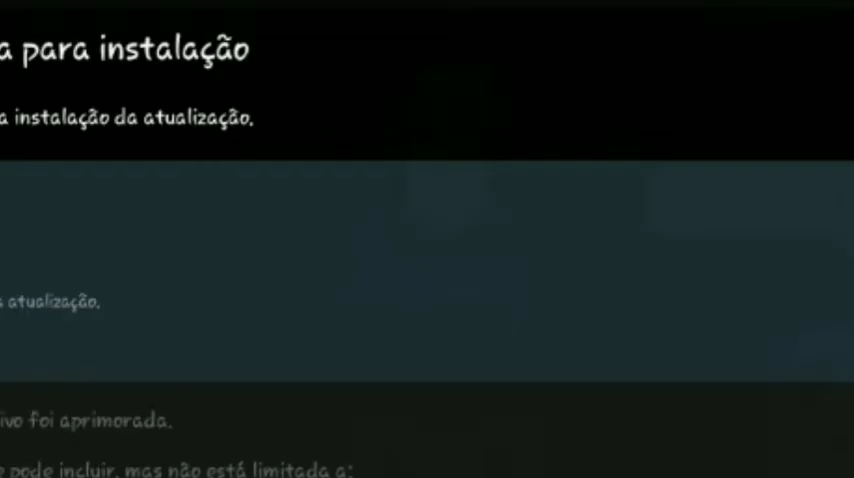 a para instalação
a instalação da atualização.
a atualização.
ivo foi aprimorada.
e pode incluir, mas não está limitada a: